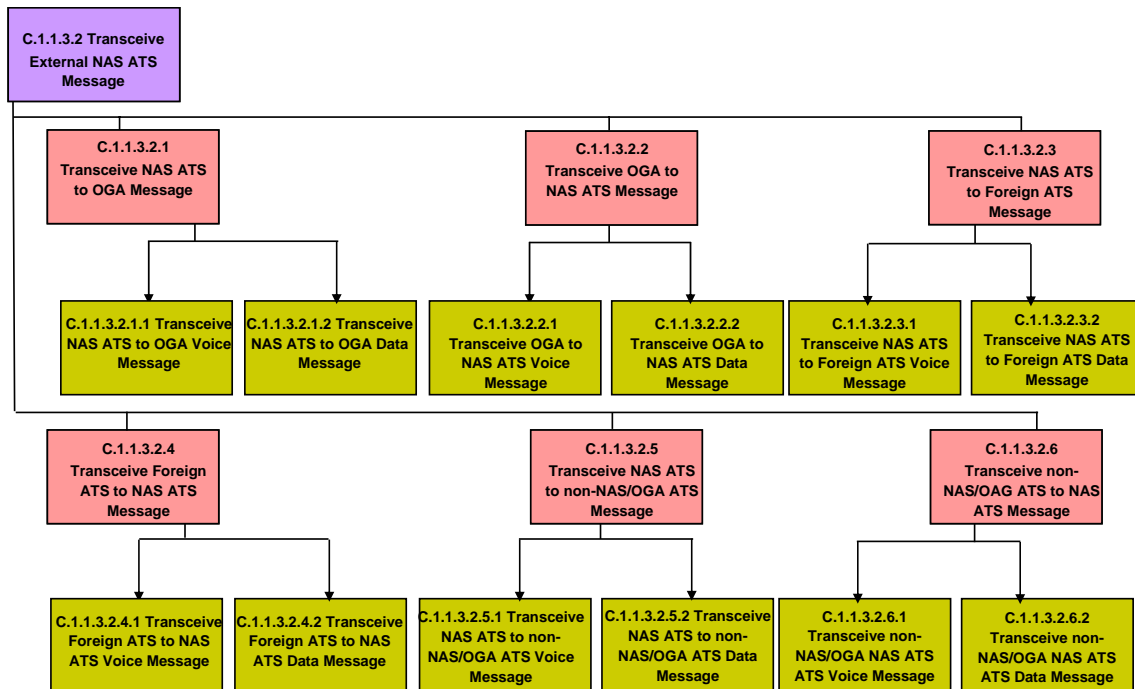 C.1.1.3.2 Transceive
External NAS ATS
Message
C.1.1.3.2.1
Transceive NAS ATS
to OGA Message
C.1.1.3.2.2
Transceive OGA to
NAS ATS Message
C.1.1.3.2.3
Transceive NAS ATS
to Foreign ATS
Message
C.1.1.3.2.1.1 Transceive
NAS ATS to OGA Voice
Message
C.1.1.3.2.1.2 Transceive
NAS ATS to OGA Data
Message
C.1.1.3.2.2.1
Transceive OGA to
NAS ATS Voice
Message
C.1.1.3.2.2.2
Transceive OGA to
NAS ATS Data
Message
C.1.1.3.2.3.1
Transceive NAS ATS
to Foreign ATS Voice
Message
C.1.1.3.2.3.2
Transceive NAS ATS
to Foreign ATS Data
Message
C.1.1.3.2.4
Transceive Foreign
ATS to NAS ATS
Message
C.1.1.3.2.5
Transceive NAS ATS
to non-NAS/OGA ATS
Message
C.1.1.3.2.6
Transceive non-
NAS/OAG ATS to NAS
ATS Message
C.1.1.3.2.4.1 Transceive
Foreign ATS to NAS
ATS Voice Message
C.1.1.3.2.4.2 Transceive
Foreign ATS to NAS
ATS Data Message
C.1.1.3.2.5.1 Transceive
NAS ATS to non-
NAS/OGA ATS Voice
Message
C.1.1.3.2.5.2 Transceive
NAS ATS to non-
NAS/OGA ATS Data
Message
C.1.1.3.2.6.1
Transceive non-
NAS/OGA NAS ATS
ATS Voice Message
C.1.1.3.2.6.2
Transceive non-
NAS/OGA NAS ATS
ATS Data Message